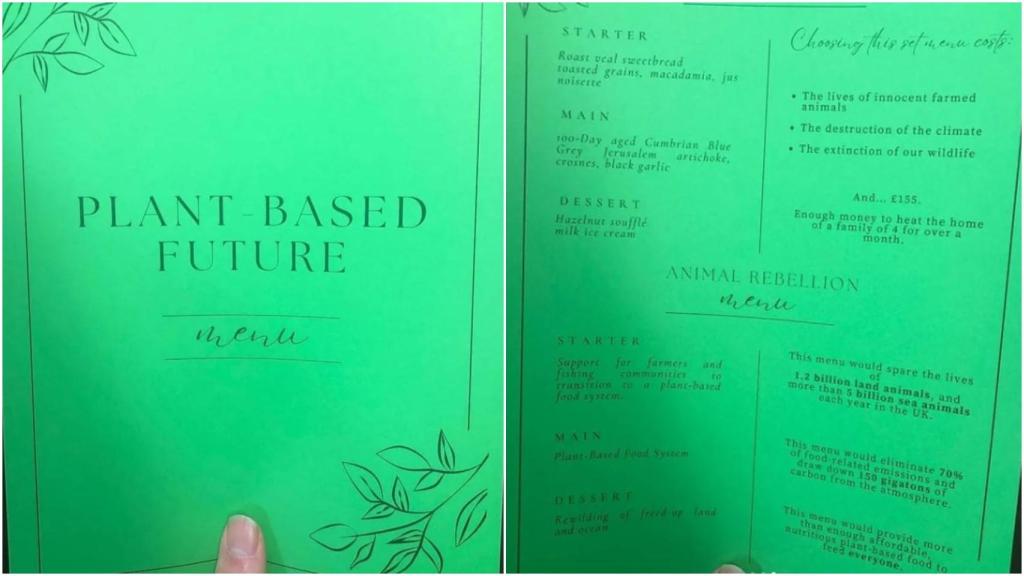 PLANT-BASED
FUTURE
menu
STARTER
Roast veal sweetbread
toasted grains, macadamia, jus
noisette
MAIN
100-Day aged Cumbrian Blue
Grey Jerusalem artichoke,
crosnes, black garlic
DESSERT
Hazelnut soufflé
milk ice cream
Choosing this set menu costs:
• The lives of innocent farmed
animals
• The destruction of the climate
• The extinction of our wildlife
And... £155.
Enough money to heat the home
of a family of 4 for over a
month.
ANIMAL REBELLION
menu
STARTER
Support for farmers and
fishing communities to
transition to a plant-based
food system.
MAIN
Plant-Based Food System
DESSERT
Rewilding of freed-up land
and ocean
This menu would spare the lives
of
1.2 billion land animals, and
more than 5 billion sea animals
each year in the UK.
This menu would eliminate 70%
of food-related emissions and
draw down 150 gigatons of
carbon from the atmosphere.
This menu would provide more
than enough affordable,
nutritious plant-based food to
feed everyone.